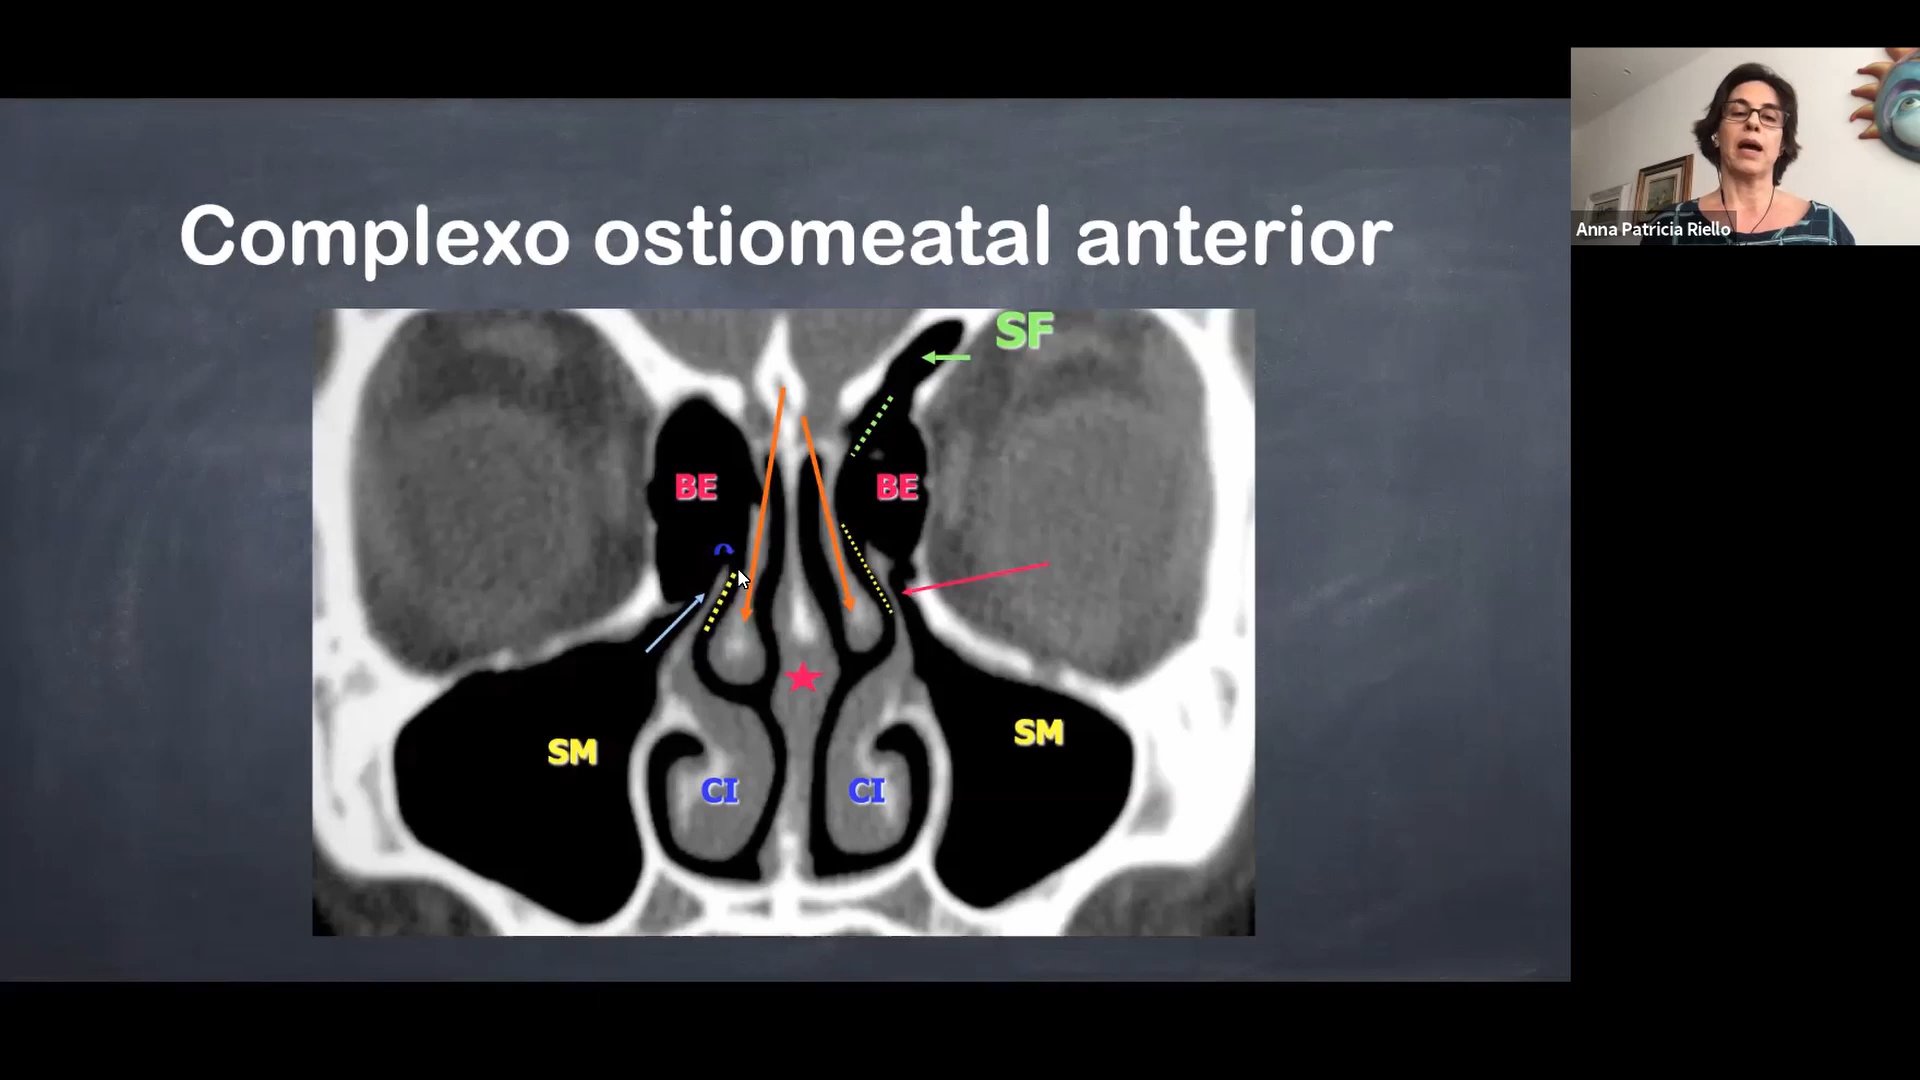 Complexo ostiomeatal anterior
SF
BE BE
SM SM
CI CI
Anna Patricia Riello